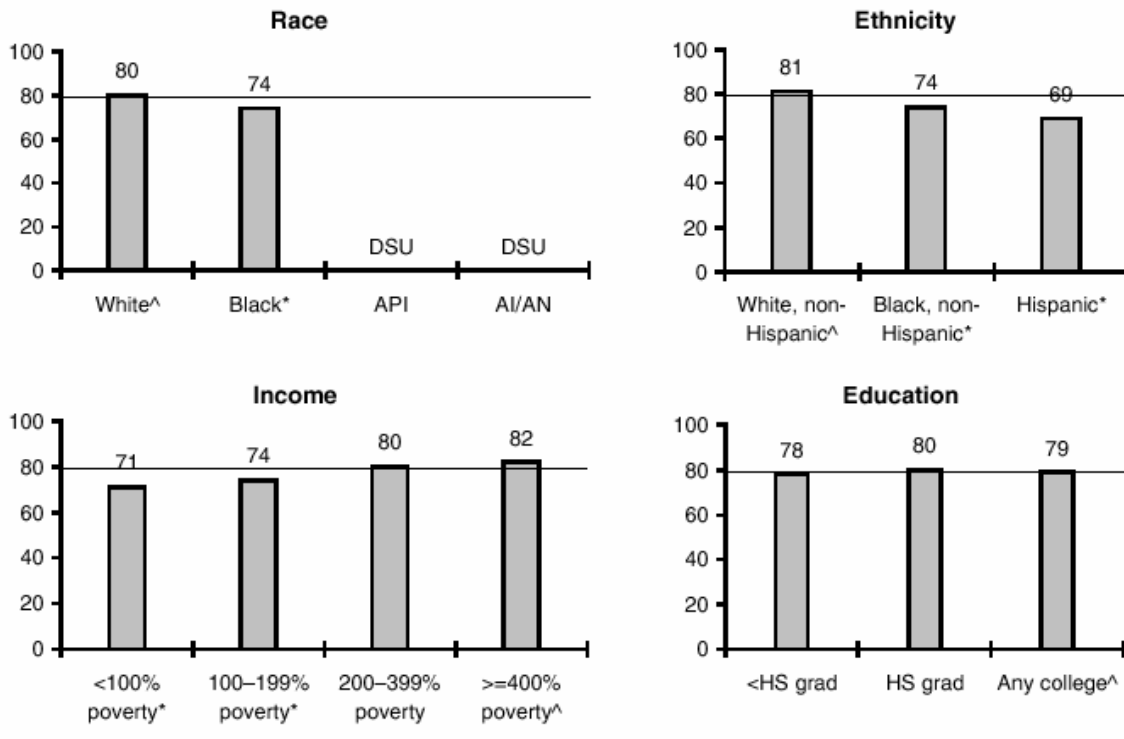 Race
100
80
60
40
20
0
80
74
DSU
DSU
White^
Black*
API
AI/AN
Ethnicity
100
80
60
40
20
0
81
74
69
White, non-
Hispanic^
Black, non-
Hispanic*
Hispanic*
Income
100
80
60
40
20
0
71
74
80
82
<100%
poverty*
100–199%
poverty*
200–399%
poverty
>=400%
poverty^
Education
100
80
60
40
20
0
78
80
79
<HS grad
HS grad
Any college^